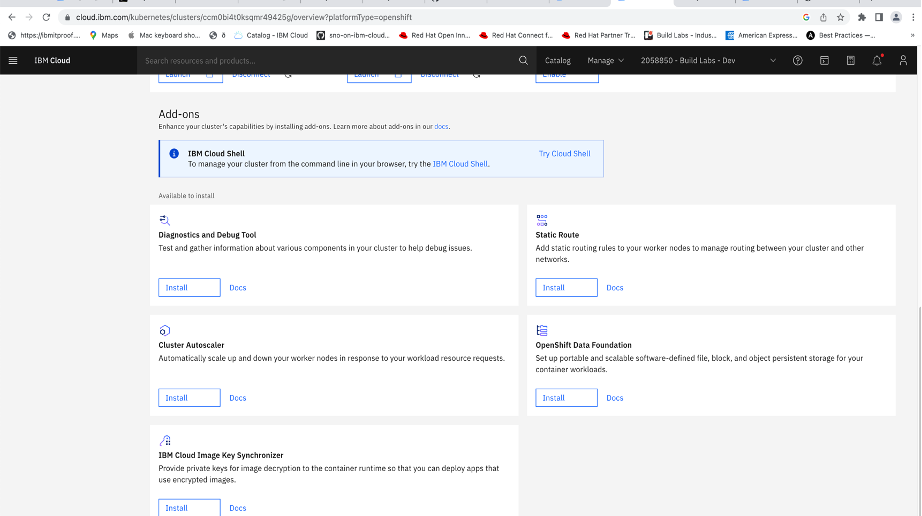 cloud.ibm.com/kubernetes/clusters/ccm0bi4t0ksqmr49425g/overview?platformType=openshift
https://ibmitproof....
Maps
Mac keyboard sho...
Catalog - IBM Cloud
sno-on-ibm-cloud...
Red Hat Open Inn...
Red Hat Connect f...
Red Hat Partner Tr...
Build Labs - Indus...
American Express...
Best Practices —...
»
IBM Cloud
Search resources and products...
Catalog
Manage
2058850 - Build Labs - Dev
Launch
Disconnect
Launch
Disconnect
Enable
Add-ons
Enhance your cluster's capabilities by installing add-ons. Learn more about add-ons in our docs.
IBM Cloud Shell
To manage your cluster from the command line in your browser, try the IBM Cloud Shell.
Try Cloud Shell
Available to install
Diagnostics and Debug Tool
Test and gather information about various components in your cluster to help debug issues.
Install
Docs
Static Route
Add static routing rules to your worker nodes to manage routing between your cluster and other
networks.
Install
Docs
Cluster Autoscaler
Automatically scale up and down your worker nodes in response to your workload resource requests.
Install
Docs
OpenShift Data Foundation
Set up portable and scalable software-defined file, block, and object persistent storage for your
container workloads.
Install
Docs
IBM Cloud Image Key Synchronizer
Provide private keys for image decryption to the container runtime so that you can deploy apps that
use encrypted images.
Install
Docs